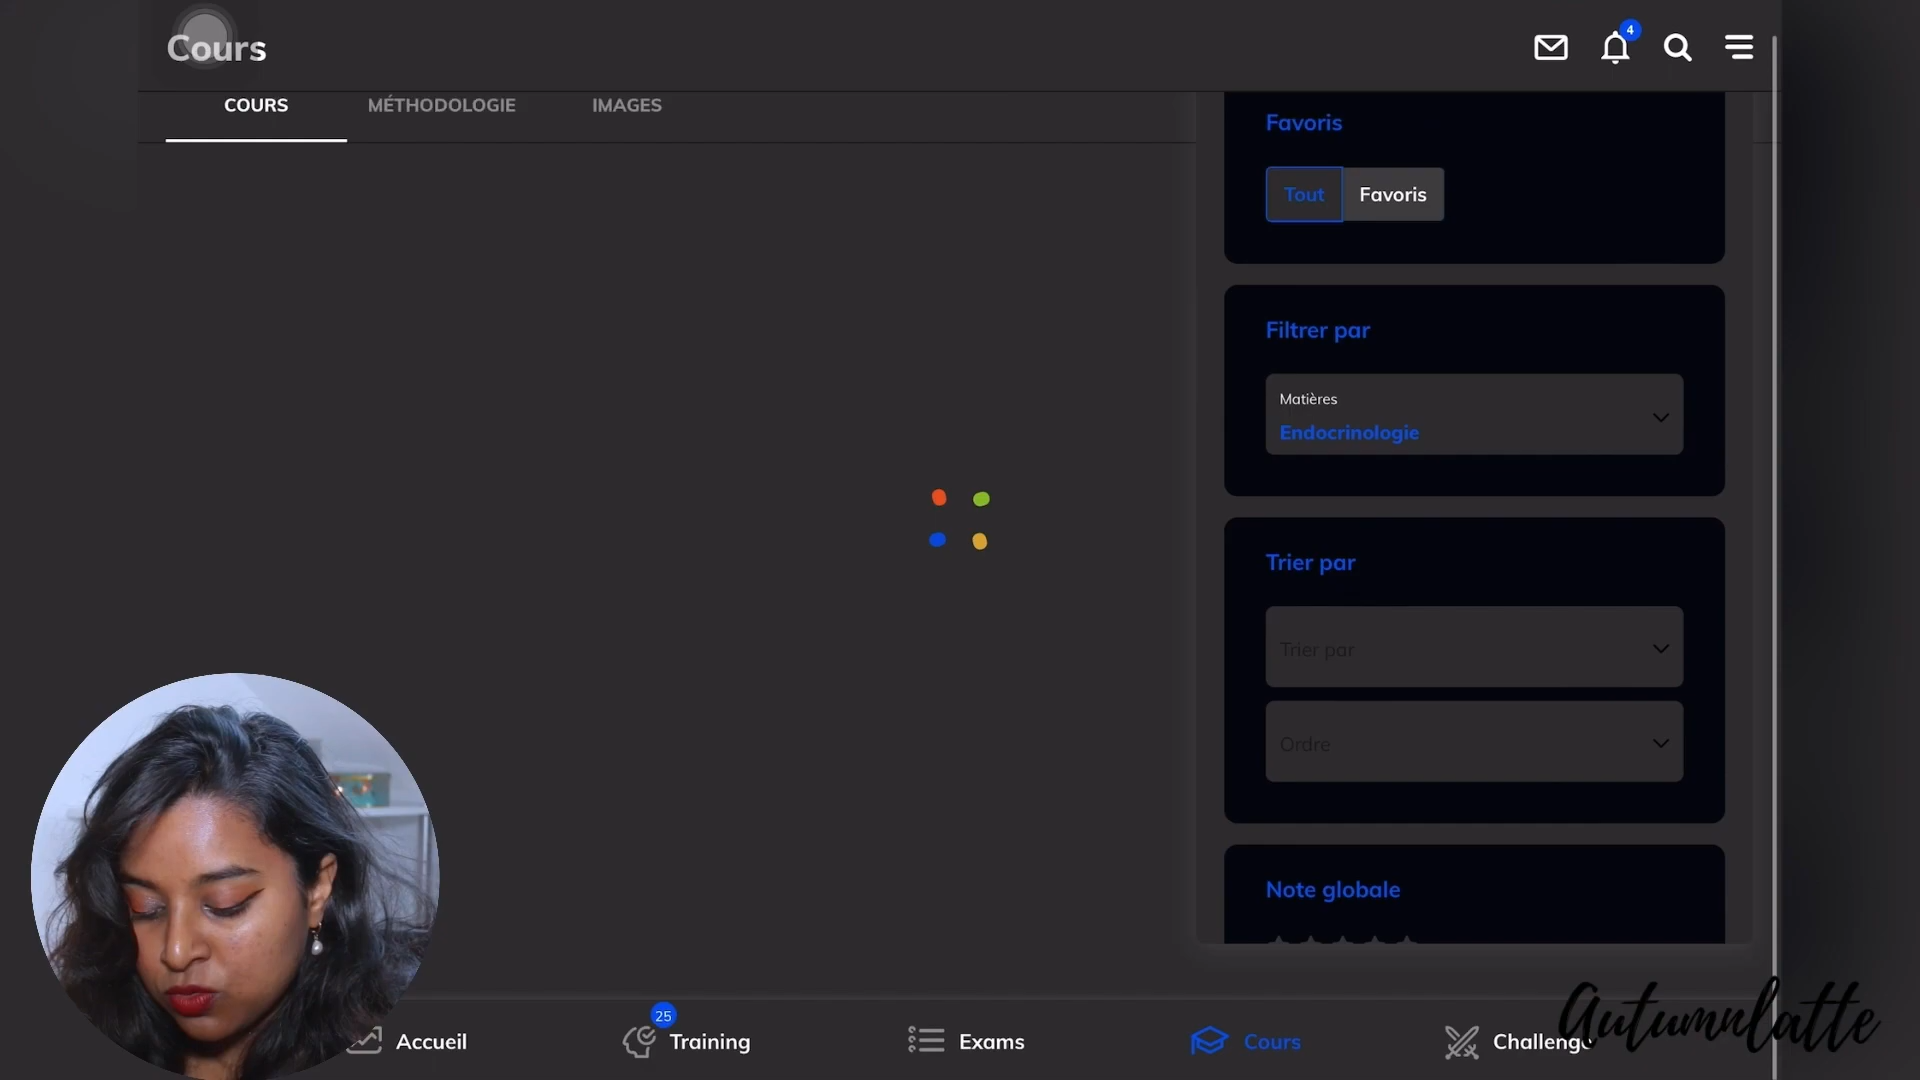 Cours
4
COURS
MÉTHODOLOGIE
IMAGES
Favoris
Tout
Favoris
Filtrer par
Matières
Endocrinologie
Trier par
Trier par
Ordre
Note globale
Accueil
25
Training
Exams
Cours
Challenge
Autumnlatte